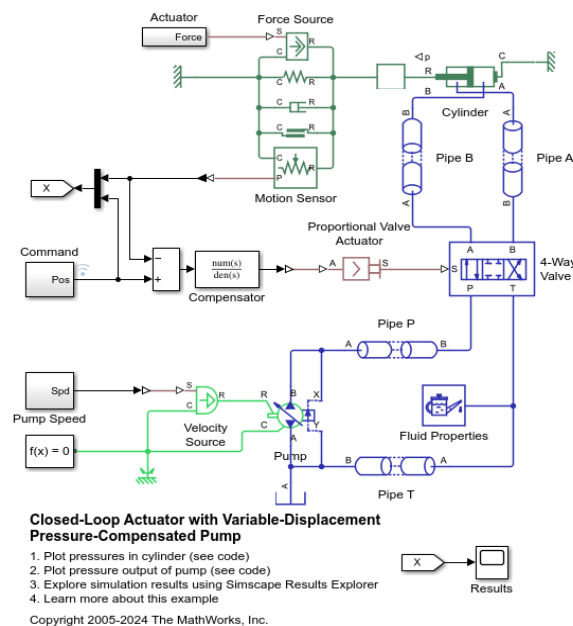 Actuator
Force Source
Force
S
R
C
C
R
C
R
C
R
C
R
P
Motion Sensor
p
R
C
B
A
Cylinder
B
A
Pipe B
Pipe A
A
B
X
Proportional Valve
Actuator
Command
Pos
−
+
num(s)
den(s)
Compensator
A
S
S
A
B
P
T
4-Way
Valve
Pipe P
A
B
Spd
Pump Speed
S
C
R
Velocity
Source
R
C
B
A
X
Y
Pump
Fluid Properties
f(x) = 0
B
A
Pipe T
A
Closed-Loop Actuator with Variable-Displacement
Pressure-Compensated Pump
1. Plot pressures in cylinder (see code)
2. Plot pressure output of pump (see code)
3. Explore simulation results using Simscape Results Explorer
4. Learn more about this example
X
Results
Copyright 2005-2024 The MathWorks, Inc.